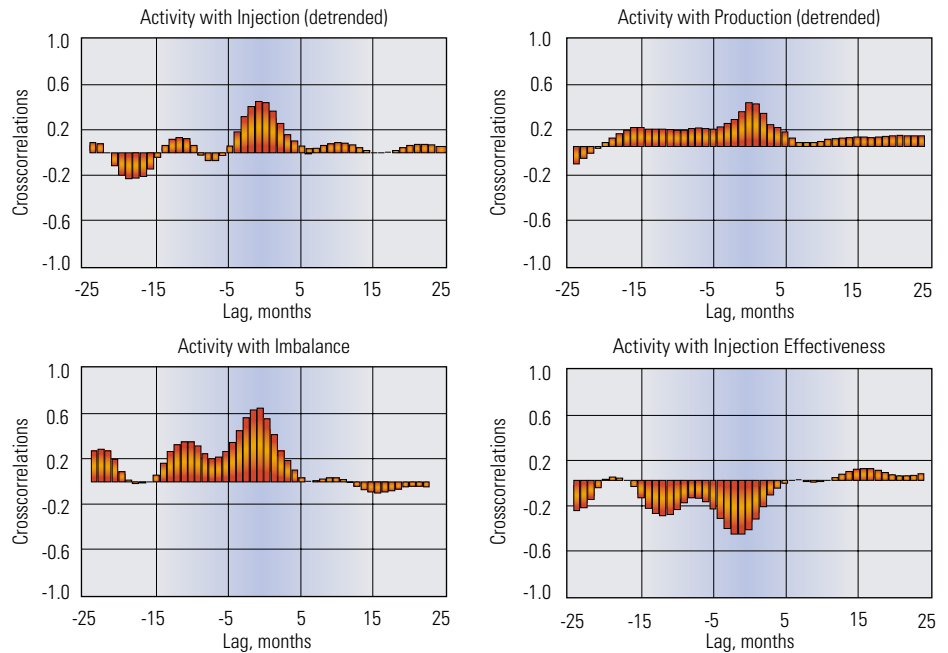 Activity with Injection (detrended)
1.0
0.6
0.2
-0.2
-0.6
-1.0
Crosscorrelations
-25 -15 -5 5 15 25
Lag, months
Activity with Production (detrended)
1.0
0.6
0.2
-0.2
-0.6
-1.0
Crosscorrelations
-25 -15 -5 5 15 25
Lag, months
Activity with Imbalance
1.0
0.6
0.2
-0.2
-0.6
-1.0
Crosscorrelations
-25 -15 -5 5 15 25
Lag, months
Activity with Injection Effectiveness
1.0
0.6
0.2
-0.2
-0.6
-1.0
Crosscorrelations
-25 -15 -5 5 15 25
Lag, months